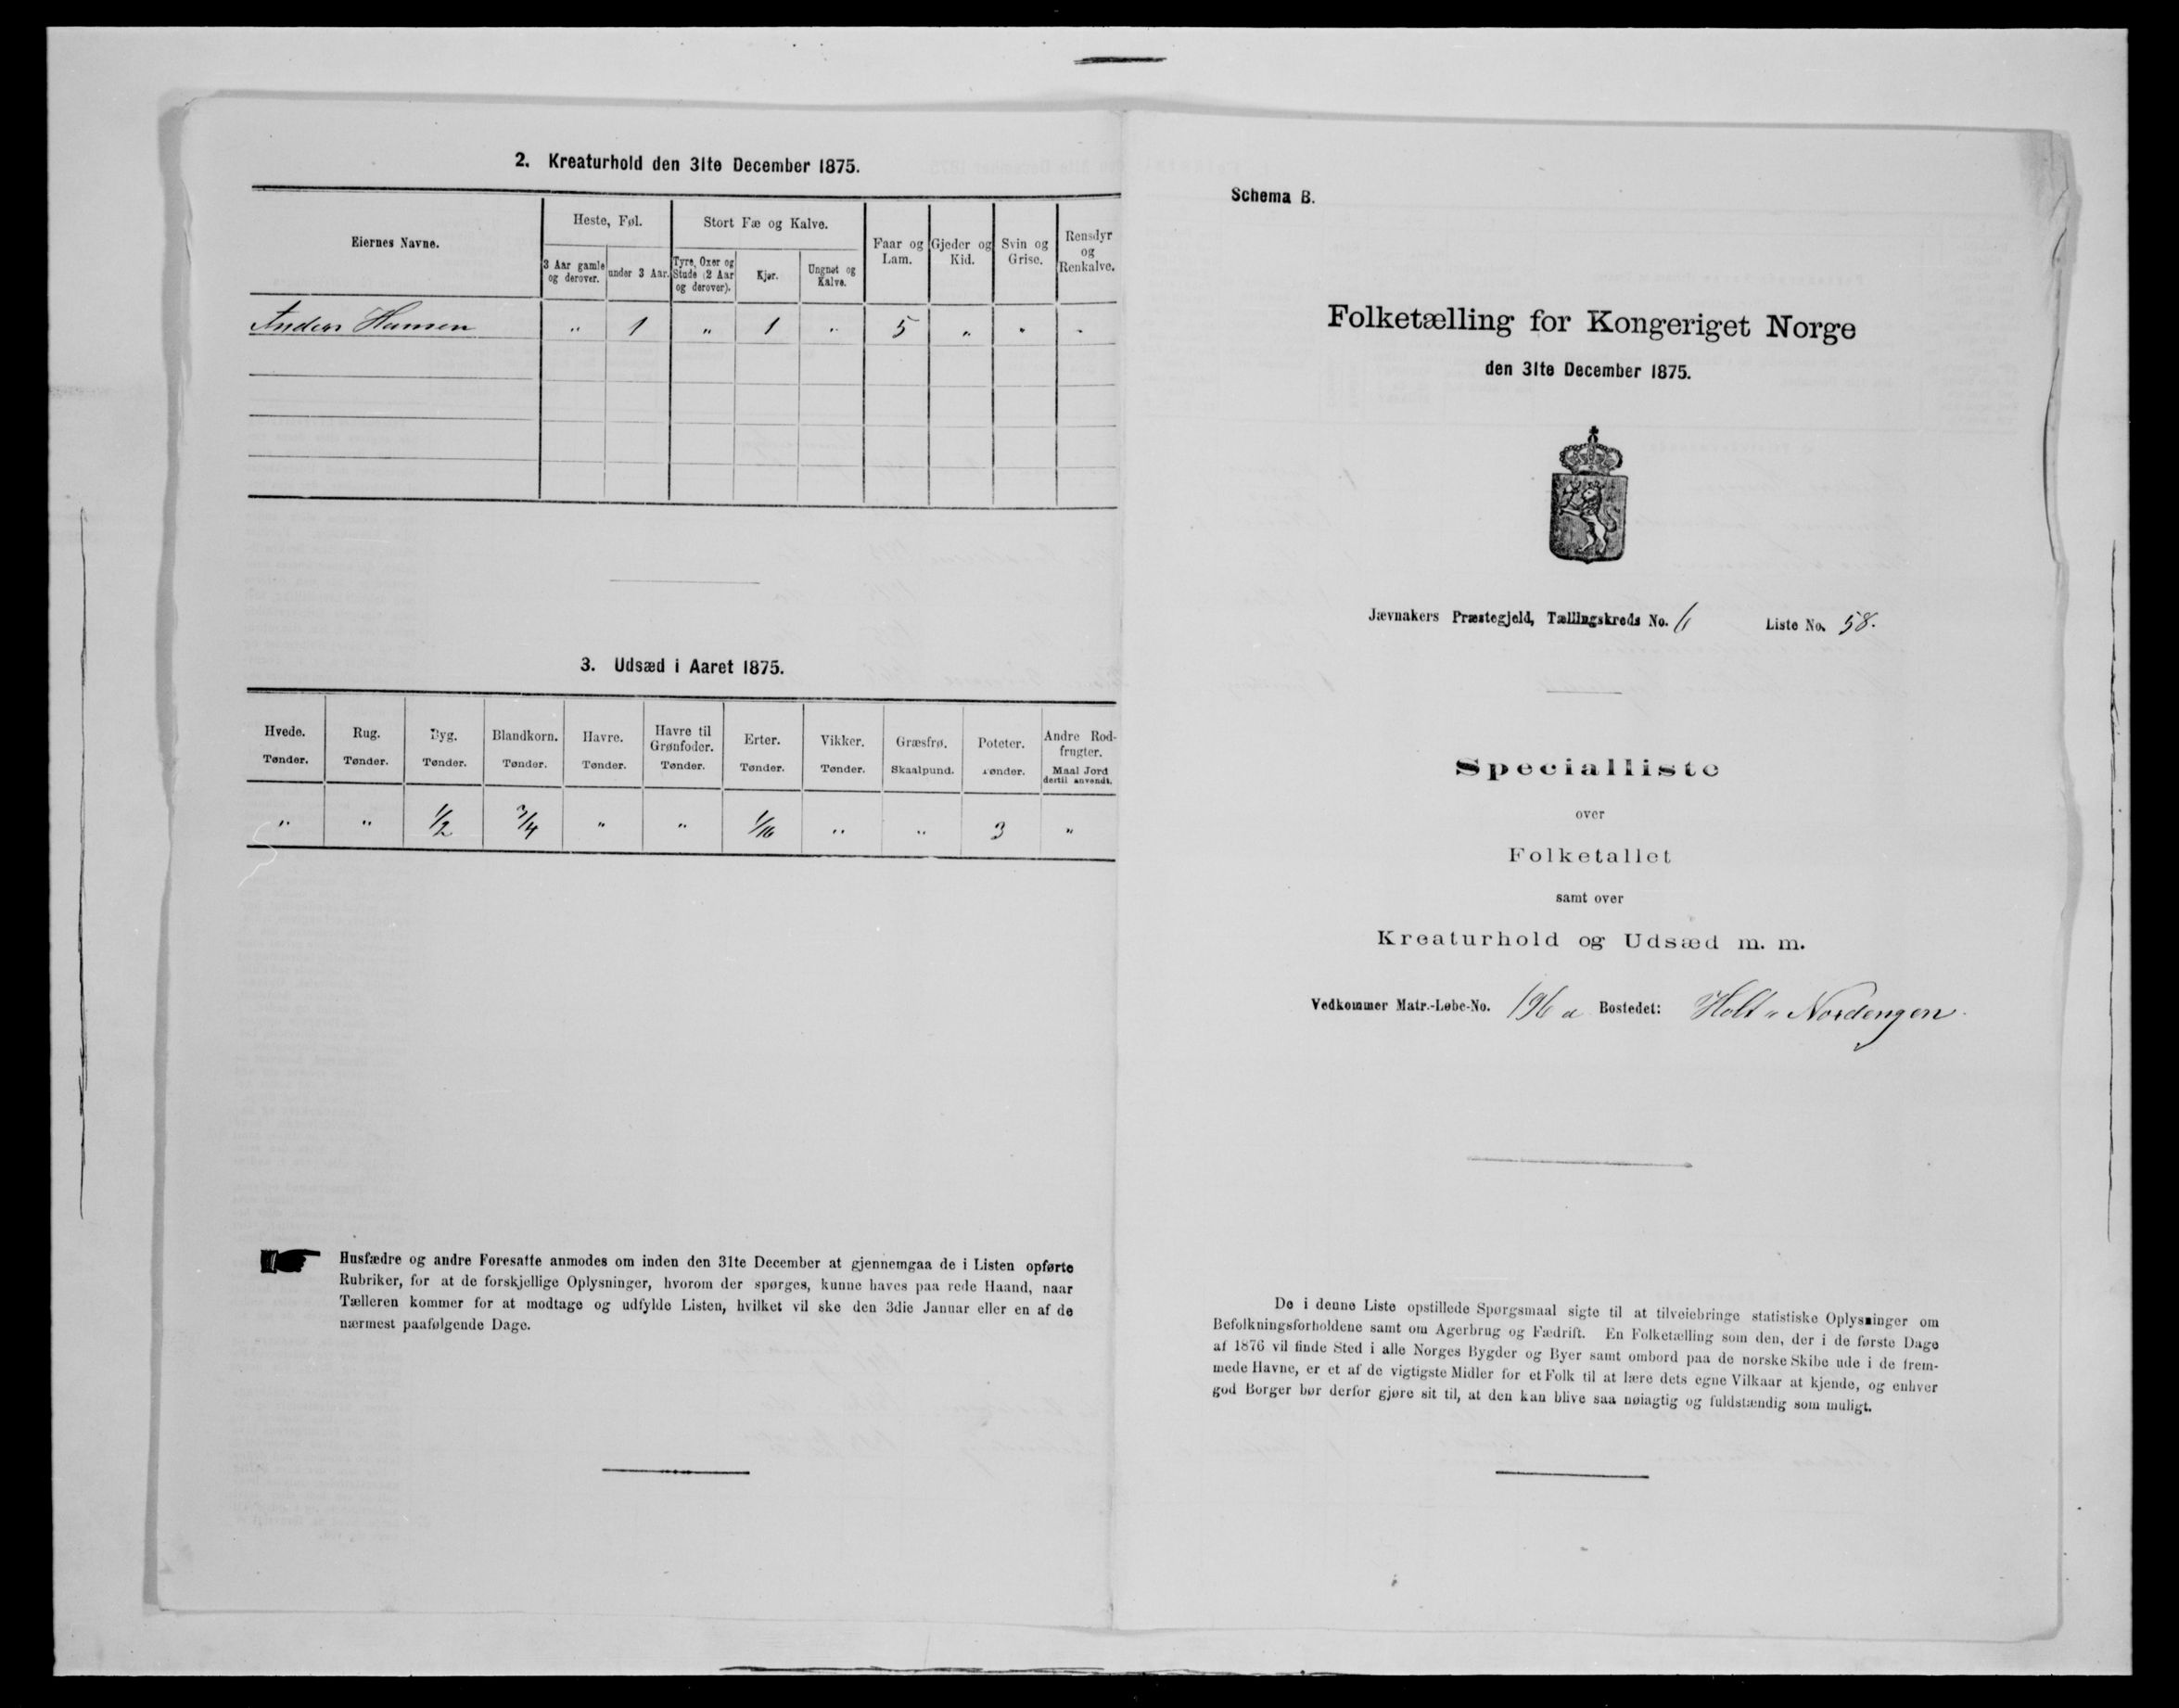 2. Kreaturhold den 31te December 1875.
Eiernes Navne.
Heste, Føl.
Stort Fæ og Kalve.
3 Aar gamle og derover.
under 3 Aar.
Tyre, Oxer og Stude (2 Aar og derover).
Kjør.
Ungnøt og Kalve.
Faar og Lam.
Gjeder og Kid.
Svin og Grise.
Rensdyr og Renkalve.
Anders Hansen " 1 " 1 " 5 " " "
3. Udsæd i Aaret 1875.
Hvede. Rug. Byg. Blandkorn. Havre. Havre til Grønfoder. Erter. Vikker. Græsfrø. Poteter. Andre Rodfrugter.
Tønder. Tønder. Tønder. Tønder. Tønder. Tønder. Tønder. Tønder. Skaalpund. Tønder. Maal Jord dertil anvendt.
" " 1/2 3/4 " " 1/16 " " 3 "
Husfædre og andre Foresatte anmodes om inden den 31te December at gjennemgaa de i Listen opførte
Rubriker, for at de forskjellige Oplysninger, hvorom der spørges, kunne haves paa rede Haand, naar
Tælleren kommer for at modtage og udfylde Listen, hvilket vil ske den 3die Januar eller en af de
nærmest paafølgende Dage.
Schema B.
Folketælling for Kongeriget Norge
den 31te December 1875.
Jævnakers Præstegjeld, Tællingskreds No. 6 Liste No. 58.
Specialliste
over
Folketallet
samt over
Kreaturhold og Udsæd m. m.
Vedkommer Matr.-Løbe-No. 196 a Bostedet: Holt " Nordengen.
De i denne Liste opstillede Spørgsmaal sigte til at tilveiebringe statistiske Oplysninger om
Befolkningsforholdene samt om Agerbrug og Fædrift. En Folketælling som den, der i de første Dage
af 1876 vil finde Sted i alle Norges Bygder og Byer samt ombord paa de norske Skibe ude i de frem-
mede Havne, er et af de vigtigste Midler for et Folk til at lære dets egne Vilkaar at kjende, og enhver
god Borger bør derfor gjøre sit til, at den kan blive saa nøiagtig og fuldstændig som muligt.